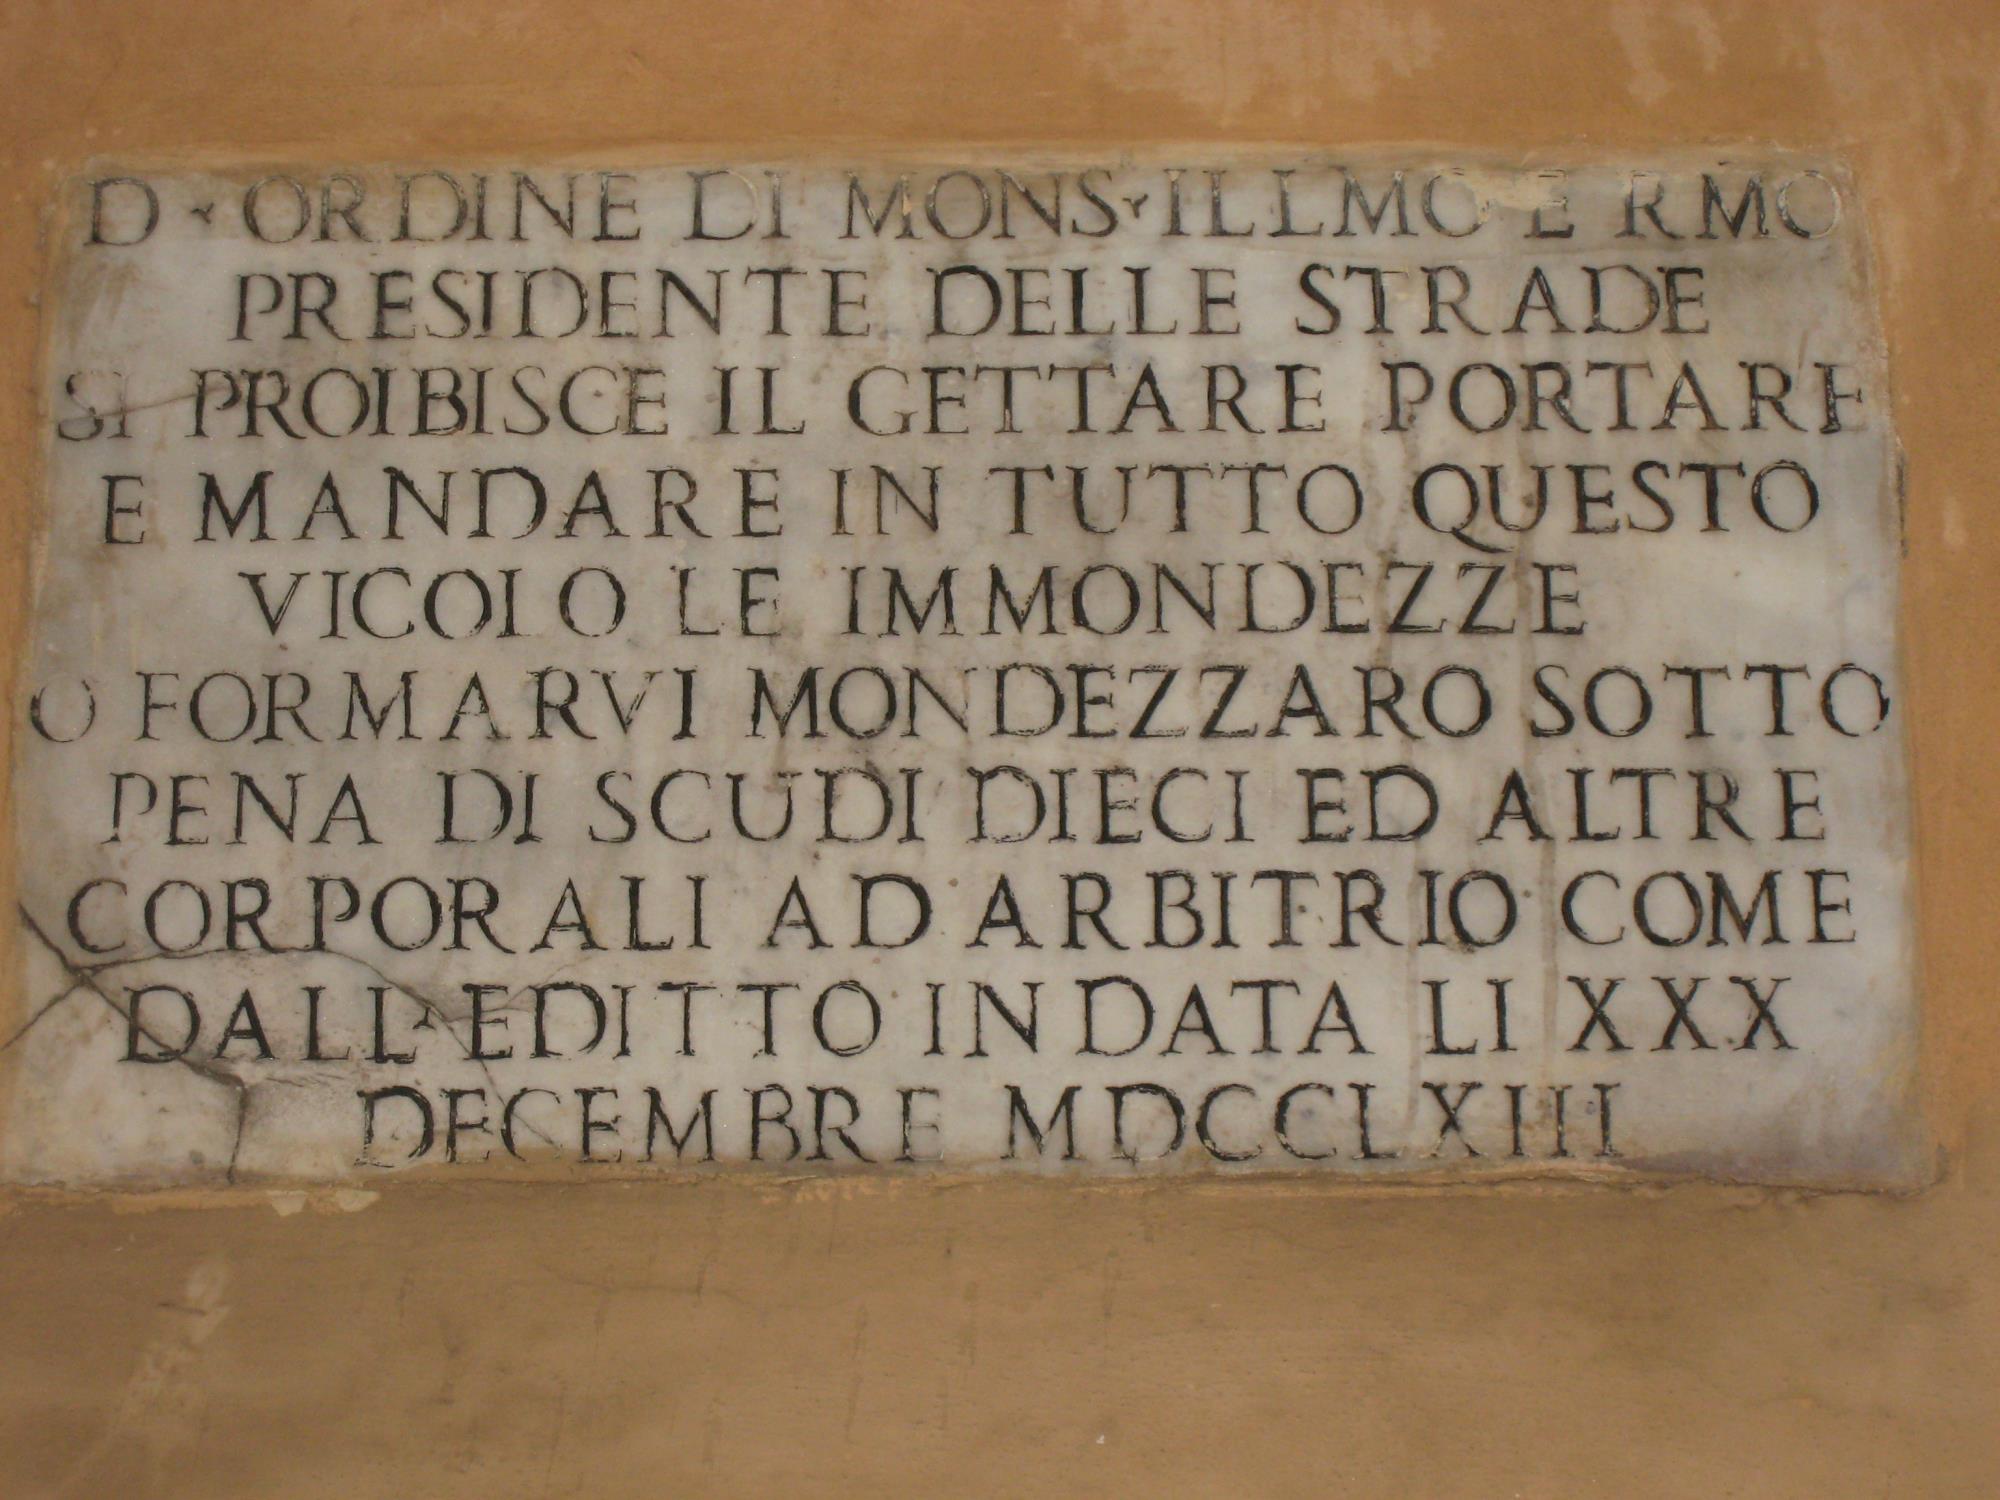 D · ORDINE DI MONS · ILLMO E RMO
PRESIDENTE DELLE STRADE
SI PROIBISCE IL GETTARE PORTARE
E MANDARE IN TUTTO QUESTO
VICOLO LE IMMONDEZZE
O FORMARVI MONDEZZARO SOTTO
PENA DI SCUDI DIECI ED ALTRE
CORPORALI AD ARBITRIO COME
DALL · EDITTO IN DATA LI XXX
DECEMBRE MDCCLXIII